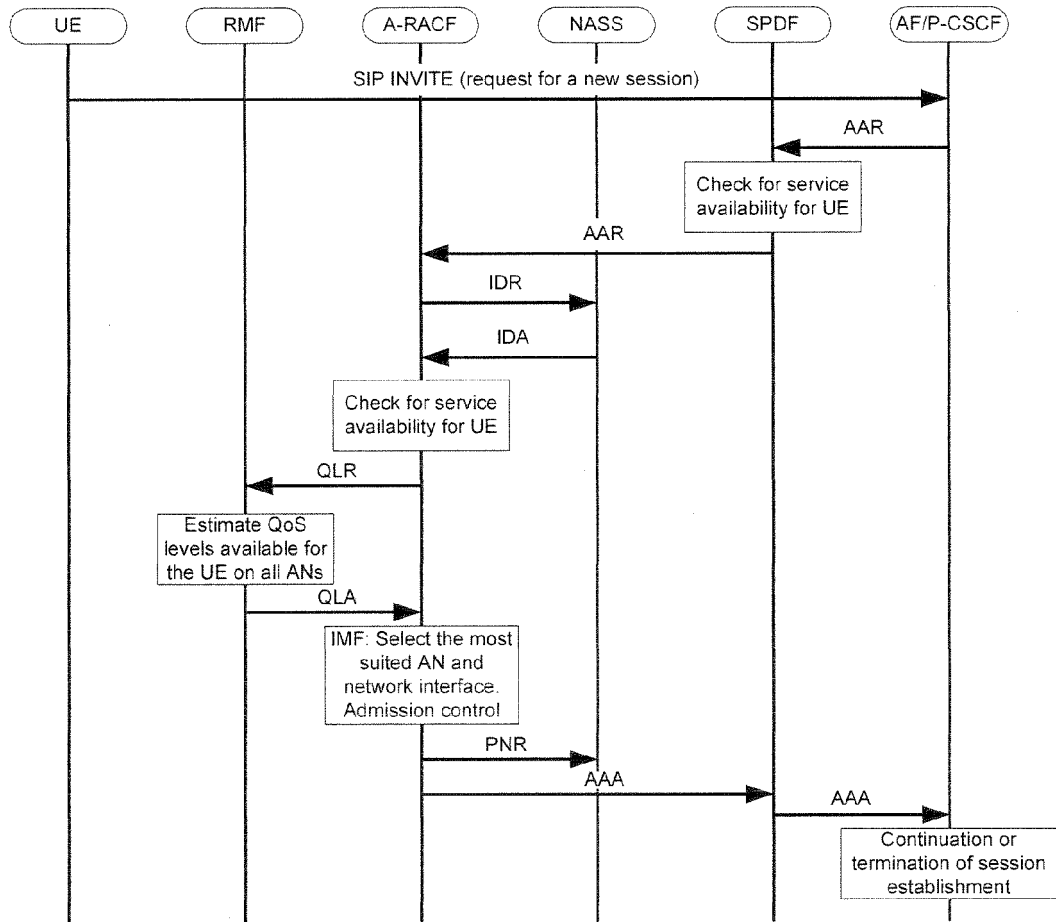 UE RMF A-RACF NASS SPDF AF/P-CSCF
SIP INVITE (request for a new session)
AAR
Check for service
availability for UE
AAR
IDR
IDA
Check for service
availability for UE
QLR
Estimate QoS
levels available for
the UE on all ANs
QLA
IMF: Select the most
suited AN and
network interface.
Admission control
PNR
AAA
AAA
Continuation or
termination of session
establishment